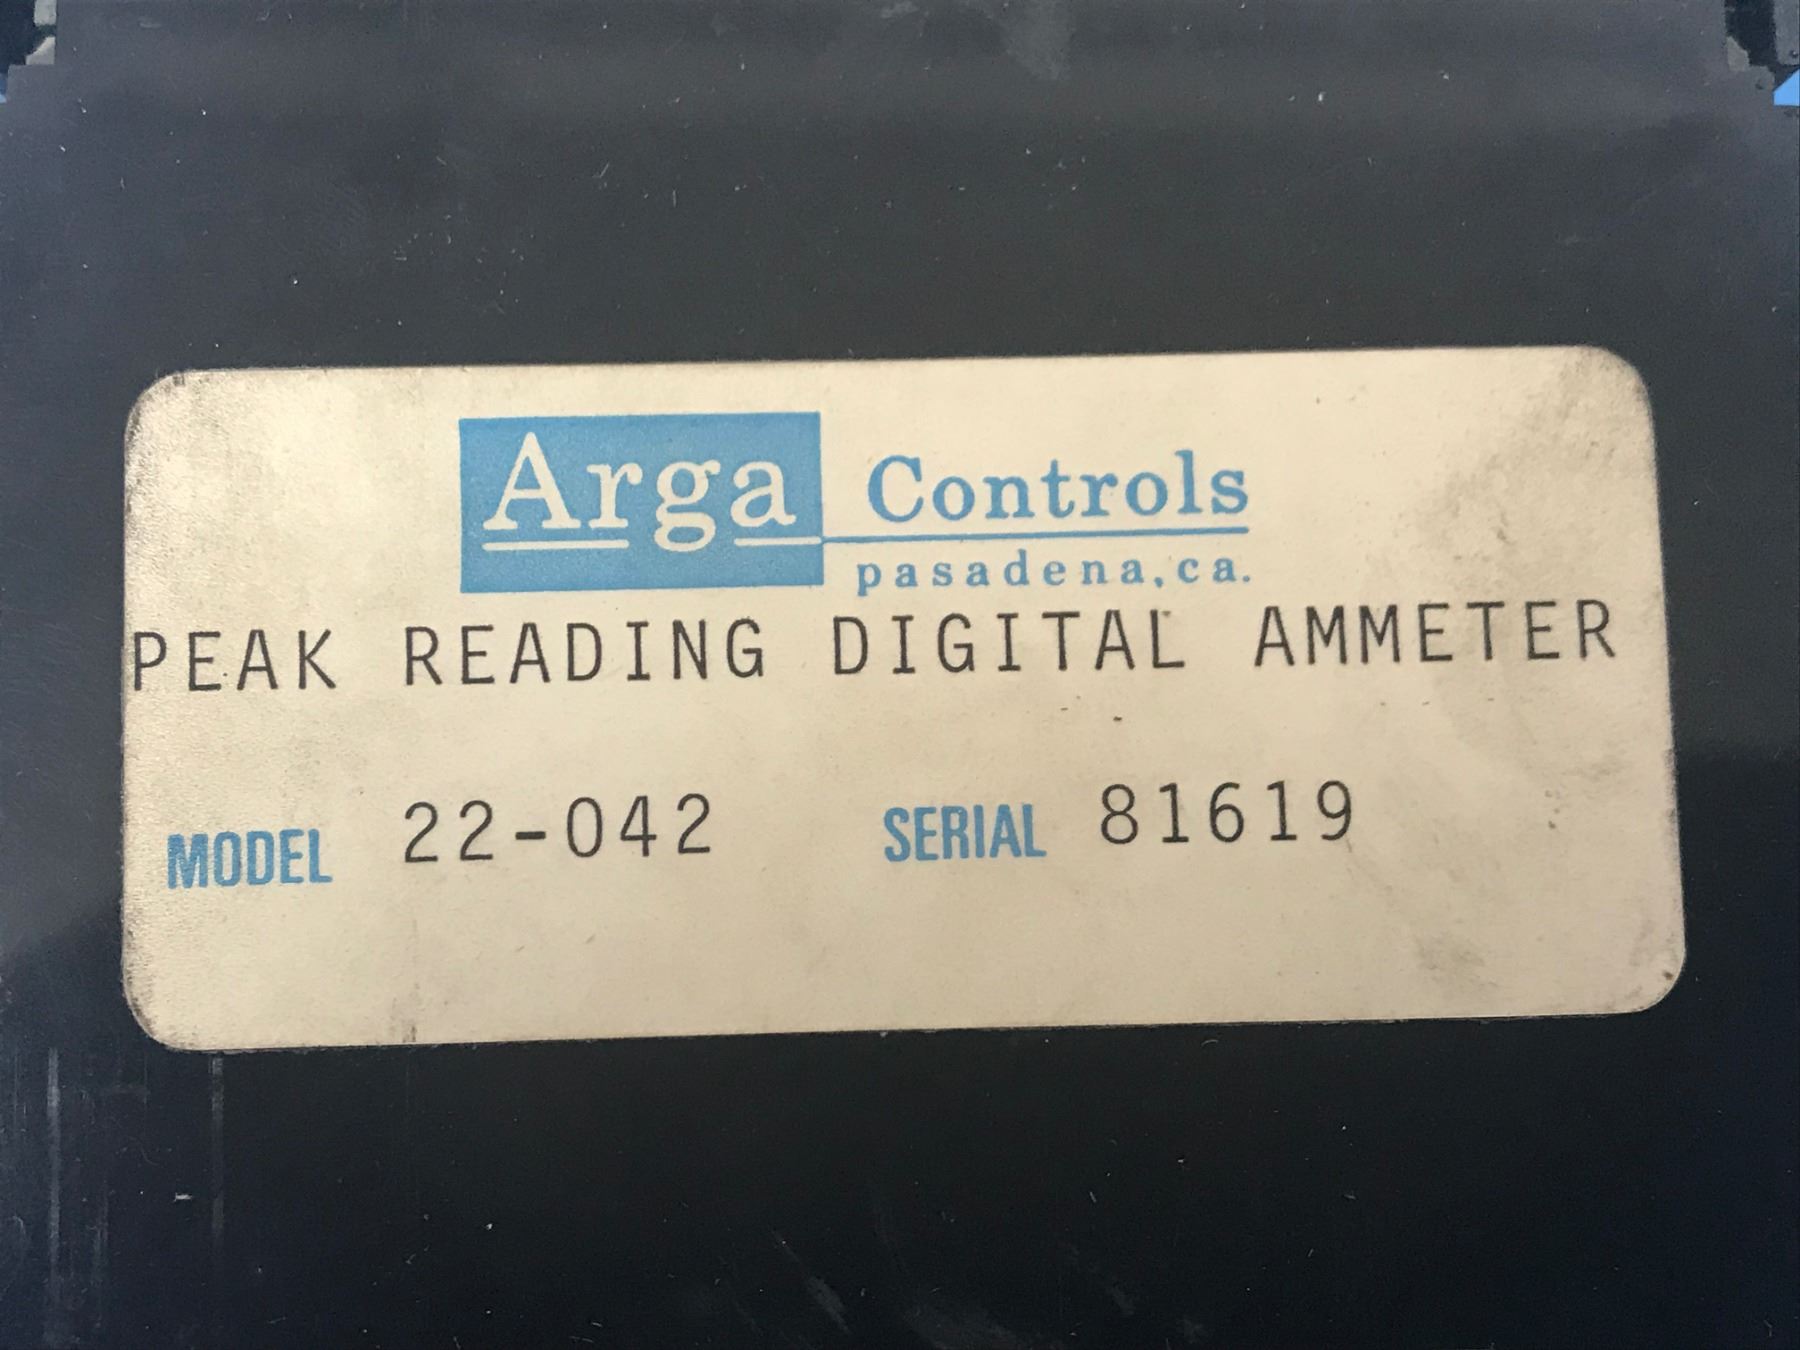 Arga Controls
pasadena, ca.
PEAK READING DIGITAL AMMETER
MODEL 22-042 SERIAL 81619